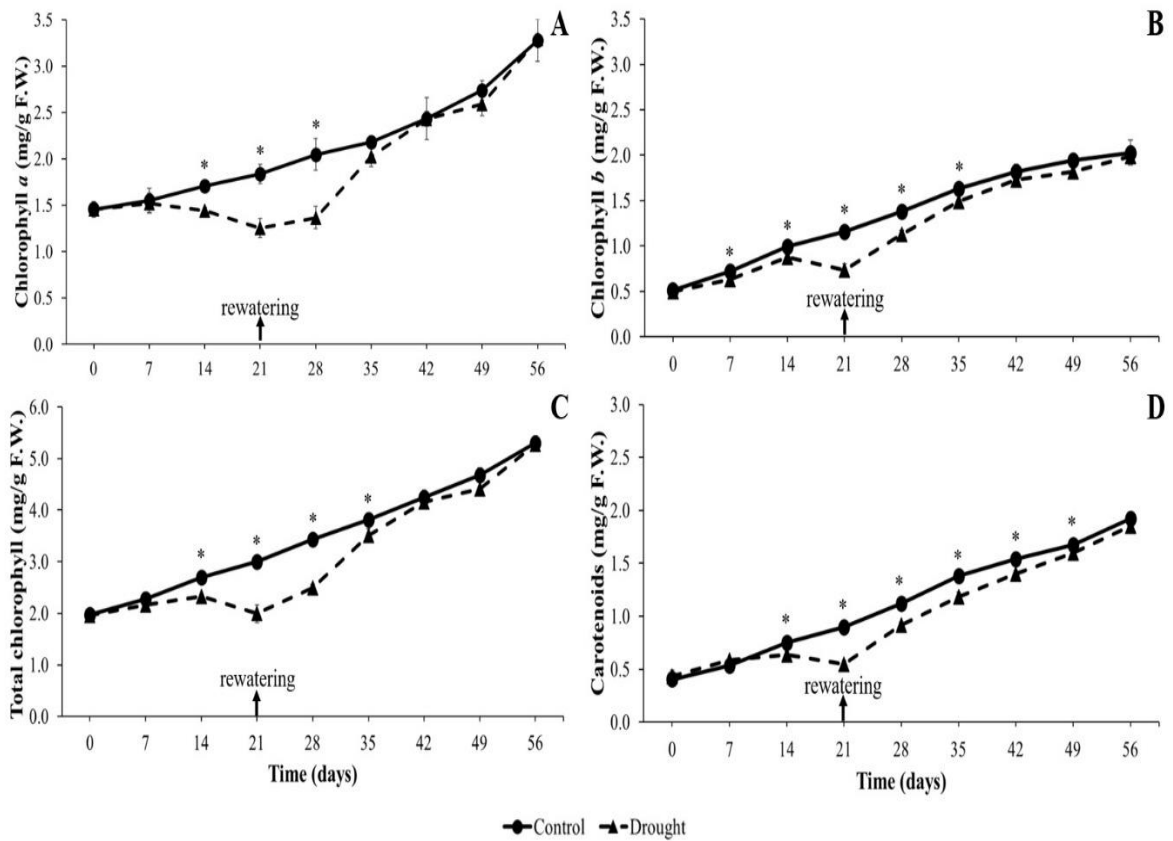 A
Chlorophyll a (mg/g F.W.)
3.5
3.0
2.5
2.0
1.5
1.0
0.5
0.0
* * *
rewatering
0 7 14 21 28 35 42 49 56
B
Chlorophyll b (mg/g F.W.)
3.5
3.0
2.5
2.0
1.5
1.0
0.5
0.0
* * * * *
rewatering
0 7 14 21 28 35 42 49 56
C
Total chlorophyll (mg/g F.W.)
6.0
5.0
4.0
3.0
2.0
1.0
0.0
* * * *
rewatering
0 7 14 21 28 35 42 49 56
Time (days)
D
Carotenoids (mg/g F.W.)
3.0
2.5
2.0
1.5
1.0
0.5
0.0
* * * * * *
rewatering
0 7 14 21 28 35 42 49 56
Time (days)
Control Drought